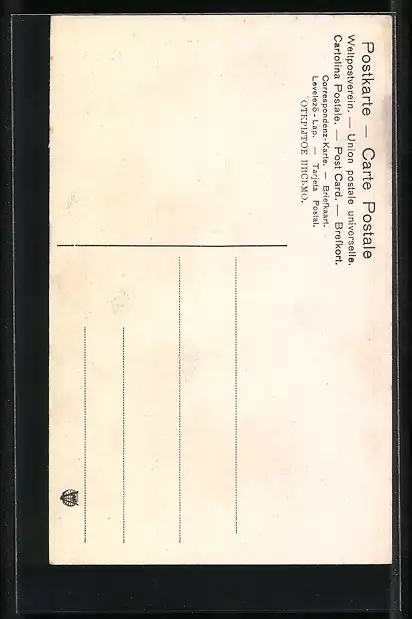 Postkarte — Carte Postale
Weltpostverein. — Union postale universelle.
Cartolina Postale. — Post Card. — Brefkort.
Correspondenz-Karte. — Briefkaart.
Levelező-Lap. — Tarjeta Postal.
ОТКРЫТОЕ ПИСЬМО.